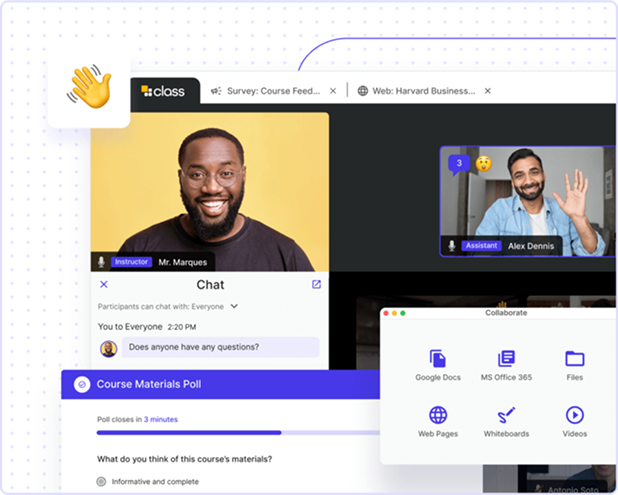 class
Survey: Course Feed...
Web: Harvard Business...
3
Instructor
Mr. Marques
Assistant
Alex Dennis
Chat
Participants can chat with: Everyone
You to Everyone 2:20 PM
Does anyone have any questions?
Collaborate
Google Docs
MS Office 365
Files
Web Pages
Whiteboards
Videos
Course Materials Poll
Poll closes in 3 minutes
What do you think of this course's materials?
Informative and complete
Antonio Soto